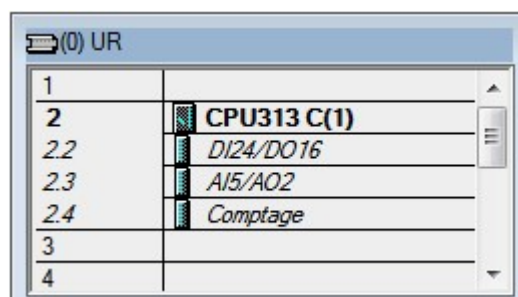 (0) UR
1
2 CPU313 C(1)
2.2 DI24/DO16
2.3 AI5/AO2
2.4 Comptage
3
4